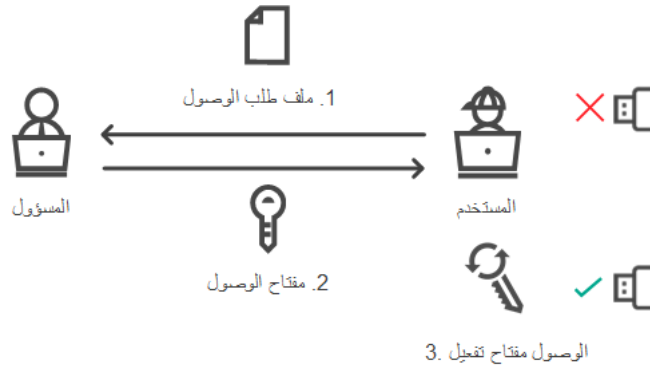 1. ملف طلب الوصول
المسؤول
المستخدم
2. مفتاح الوصول
الوصول مفتاح تفعيل .3